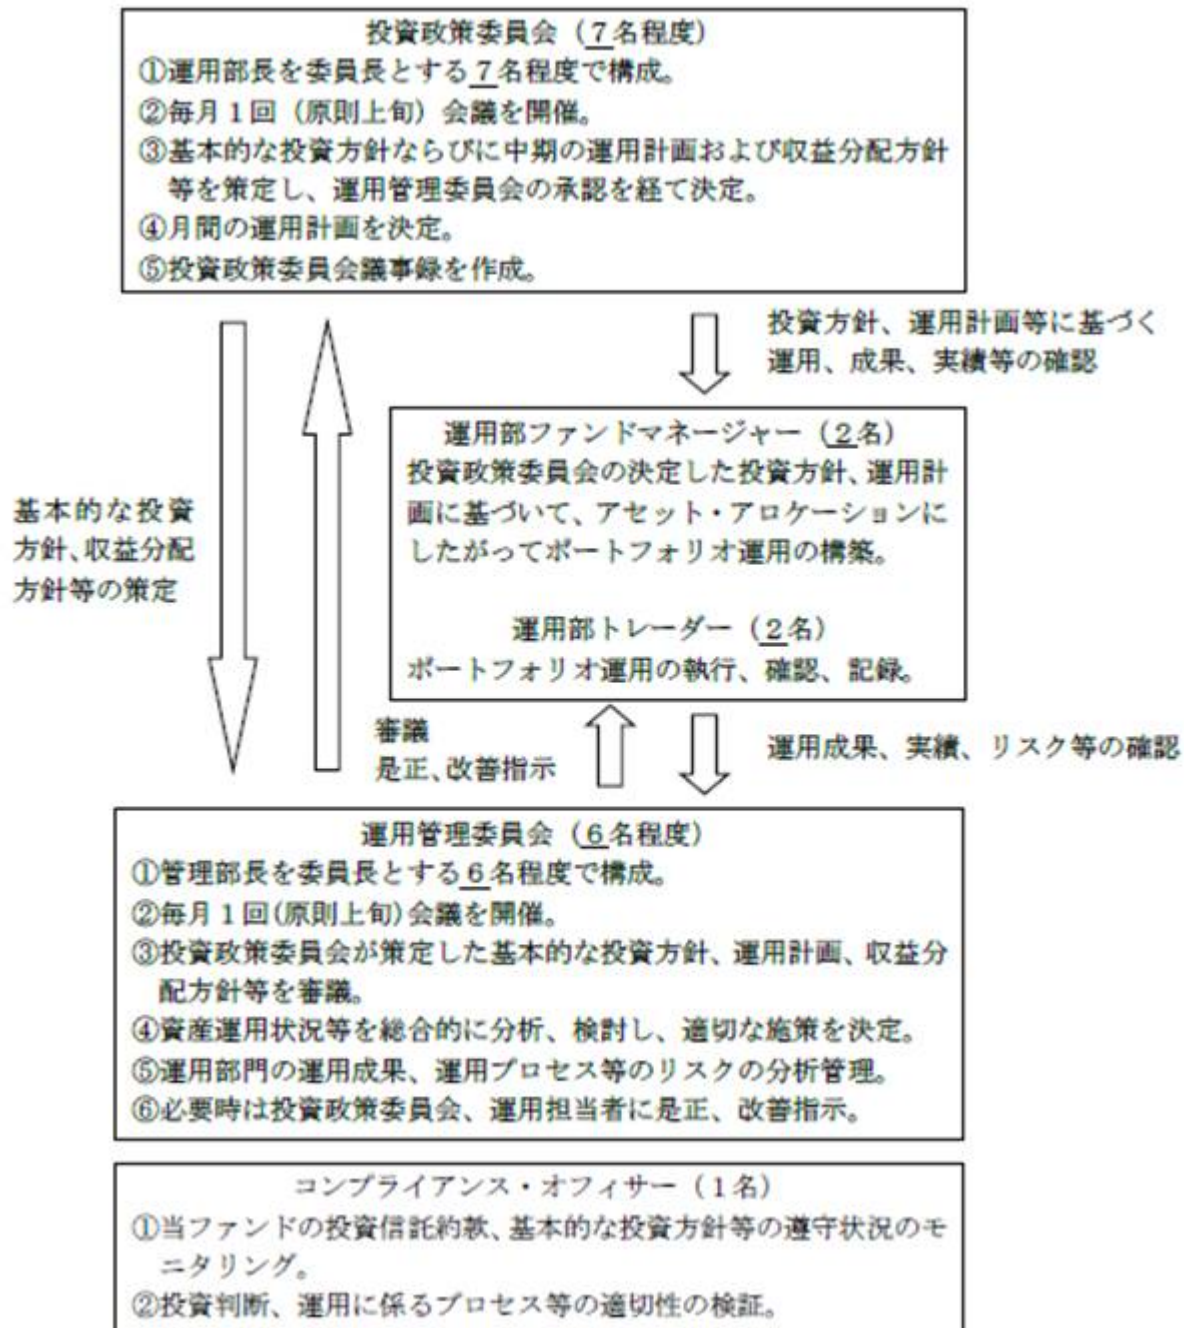 投資政策委員会（７名程度）
①運用部長を委員長とする７名程度で構成。
②毎月１回（原則上旬）会議を開催。
③基本的な投資方針ならびに中期の運用計画および収益分配方針
等を策定し、運用管理委員会の承認を経て決定。
④月間の運用計画を決定。
⑤投資政策委員会議事録を作成。
投資方針、運用計画等に基づく
運用、成果、実績等の確認
運用部ファンドマネージャー（２名）
投資政策委員会の決定した投資方針、運用計
画に基づいて、アセット・アロケーションに
したがってポートフォリオ運用の構築。
運用部トレーダー（２名）
ポートフォリオ運用の執行、確認、記録。
基本的な投資
方針、収益分配
方針等の策定
審議
是正、改善指示
運用成果、実績、リスク等の確認
運用管理委員会（６名程度）
①管理部長を委員長とする６名程度で構成。
②毎月１回(原則上旬)会議を開催。
③投資政策委員会が策定した基本的な投資方針、運用計画、収益分
配方針等を審議。
④資産運用状況等を総合的に分析、検討し、適切な施策を決定。
⑤運用部門の運用成果、運用プロセス等のリスクの分析管理。
⑥必要時は投資政策委員会、運用担当者に是正、改善指示。
コンプライアンス・オフィサー（１名）
①当ファンドの投資信託約款、基本的な投資方針等の遵守状況のモ
ニタリング。
②投資判断、運用に係るプロセス等の適切性の検証。